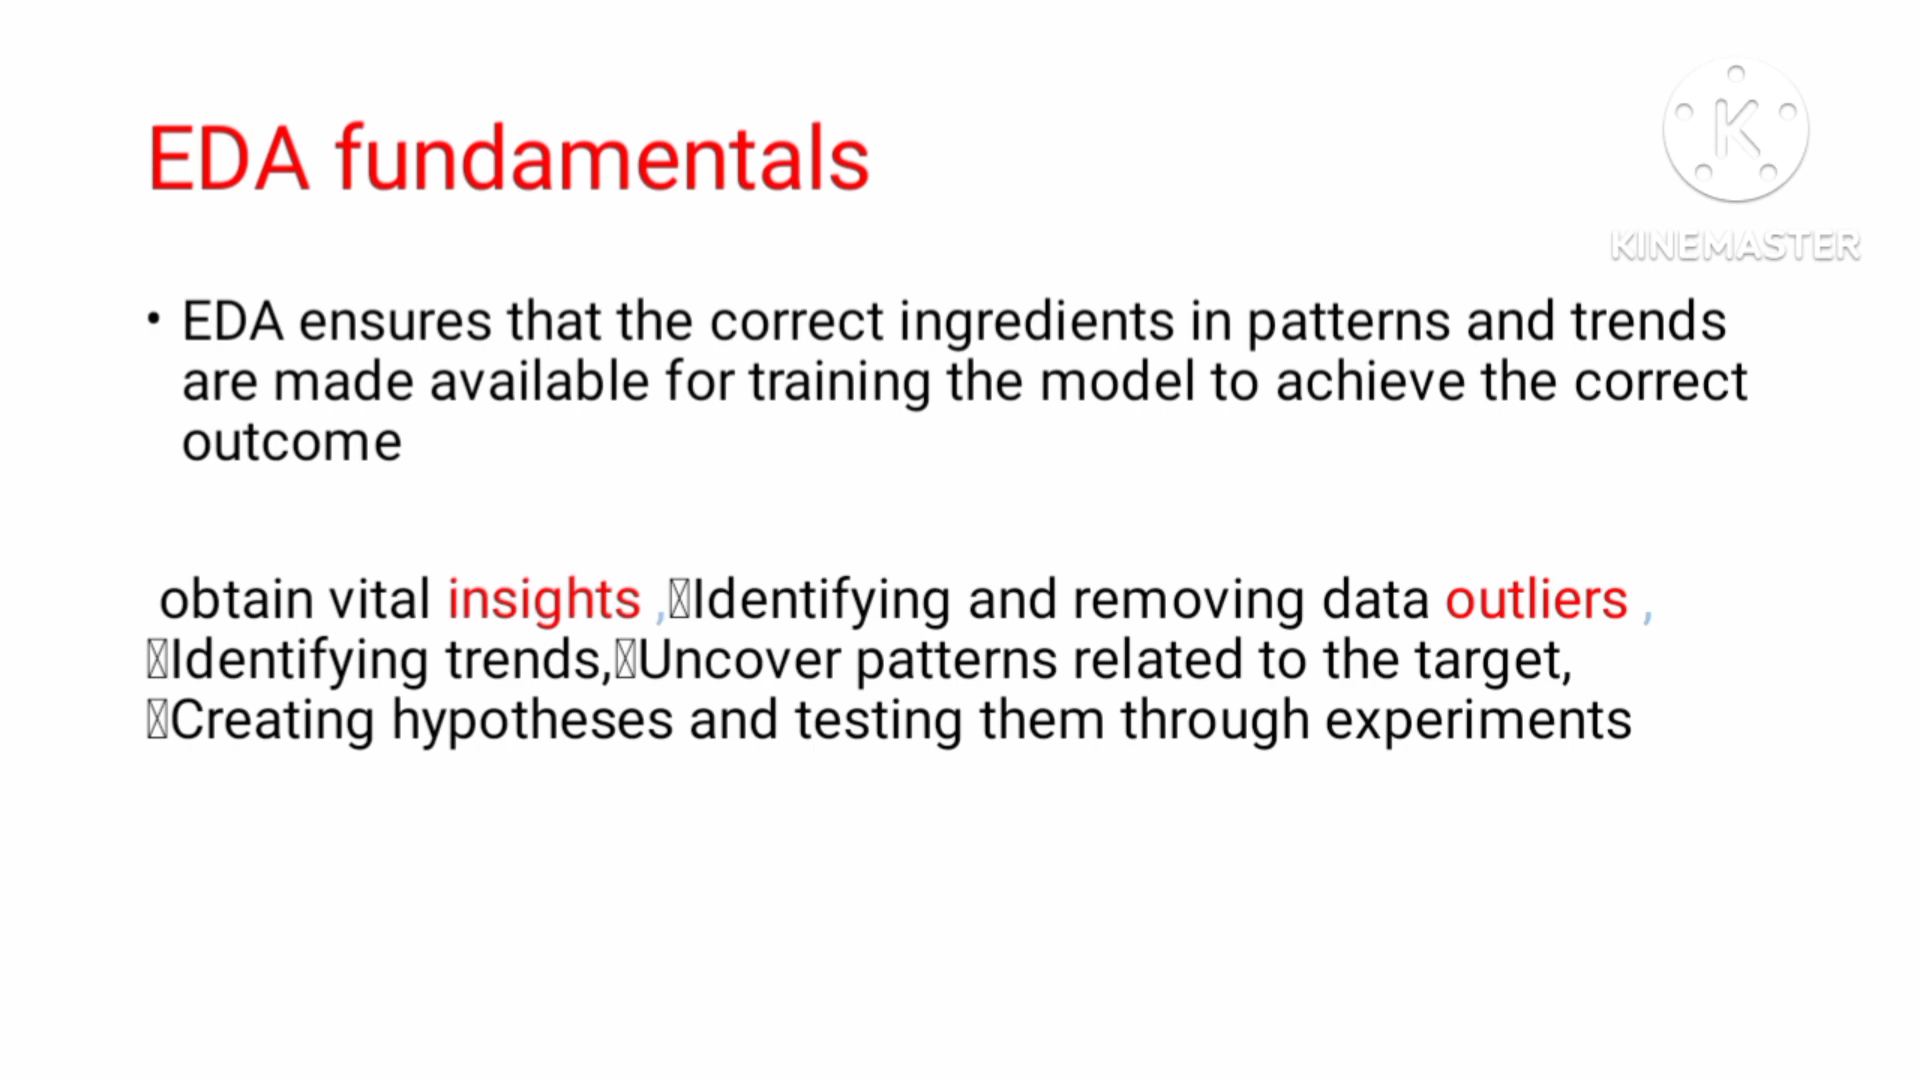 EDA fundamentals
K
KINEMASTER
• EDA ensures that the correct ingredients in patterns and trends
are made available for training the model to achieve the correct
outcome
obtain vital insights ,Identifying and removing data outliers ,
Identifying trends,Uncover patterns related to the target,
Creating hypotheses and testing them through experiments